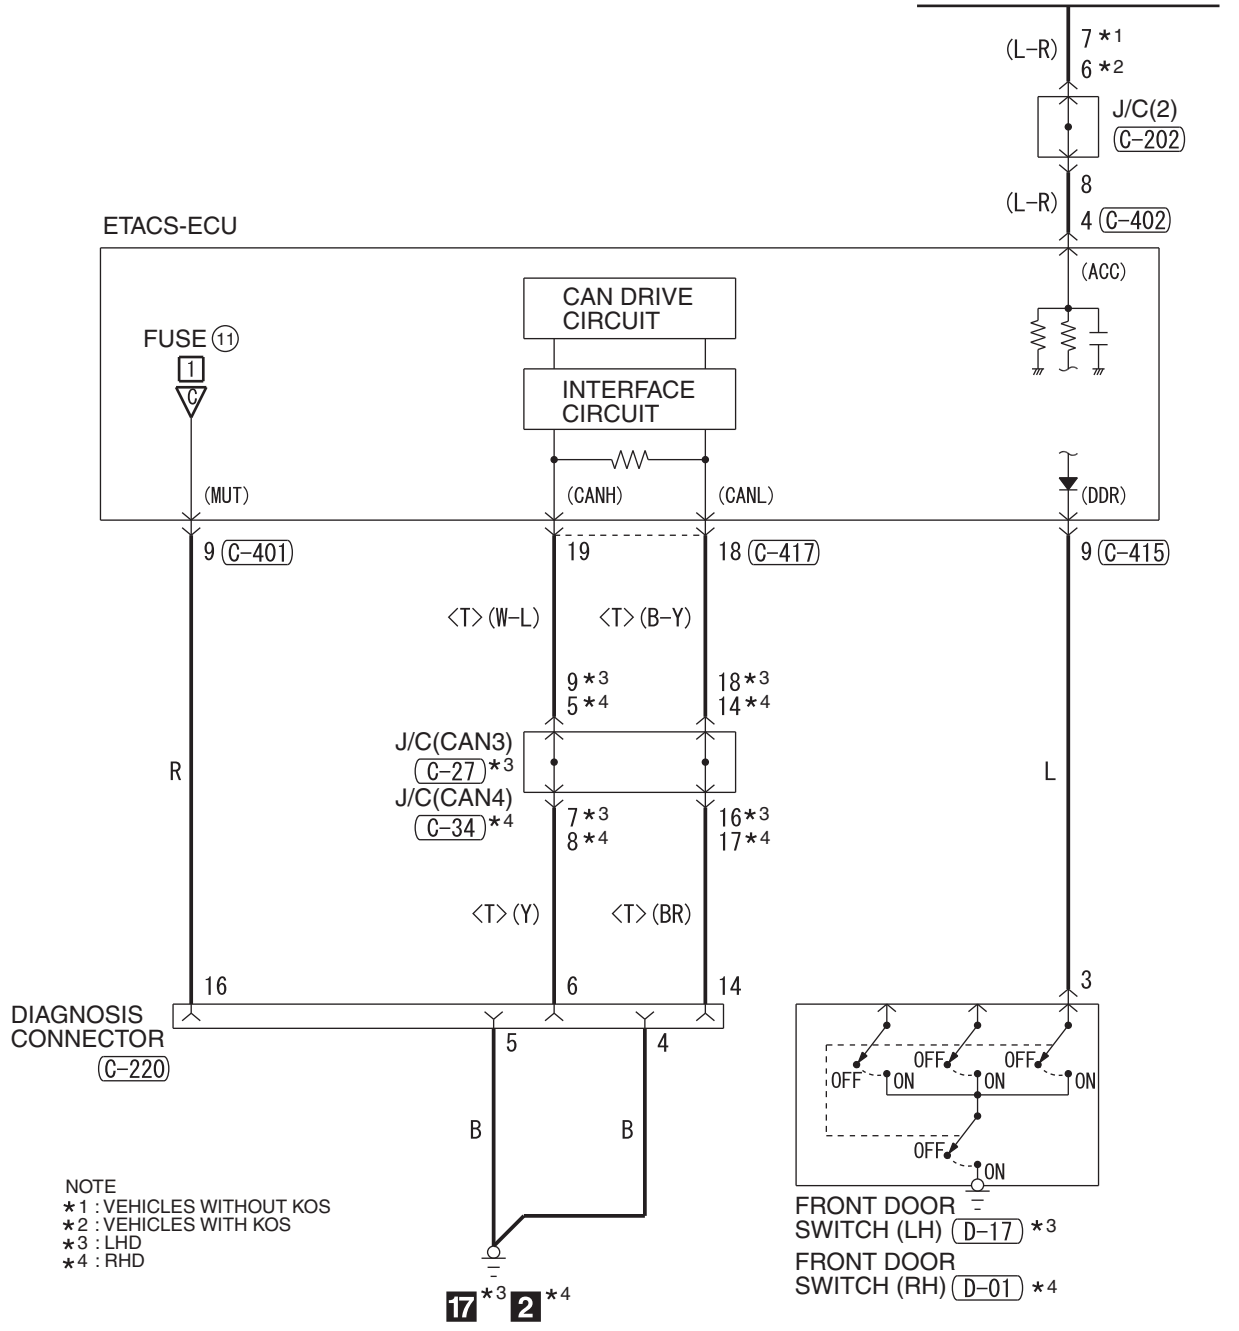 (L-R)
7 *1
6 *2
J/C(2)
C-202
8
(L-R)
4 C-402
ETACS-ECU
(ACC)
CAN DRIVE
CIRCUIT
FUSE 11
1
C
INTERFACE
CIRCUIT
(MUT)
(CANH)
(CANL)
(DDR)
9 C-401
19
18 C-417
9 C-415
<T>(W-L)
<T>(B-Y)
9*3
5*4
18*3
14*4
J/C(CAN3)
C-27 *3
J/C(CAN4)
C-34 *4
R
L
7*3
8*4
16*3
17*4
<T>(Y)
<T>(BR)
16
6
14
3
DIAGNOSIS
CONNECTOR
C-220
5
4
OFF
ON
OFF
ON
OFF
ON
B
B
OFF
ON
NOTE
*1 : VEHICLES WITHOUT KOS
*2 : VEHICLES WITH KOS
*3 : LHD
*4 : RHD
17 *3 2 *4
FRONT DOOR
SWITCH (LH) D-17 *3
FRONT DOOR
SWITCH (RH) D-01 *4